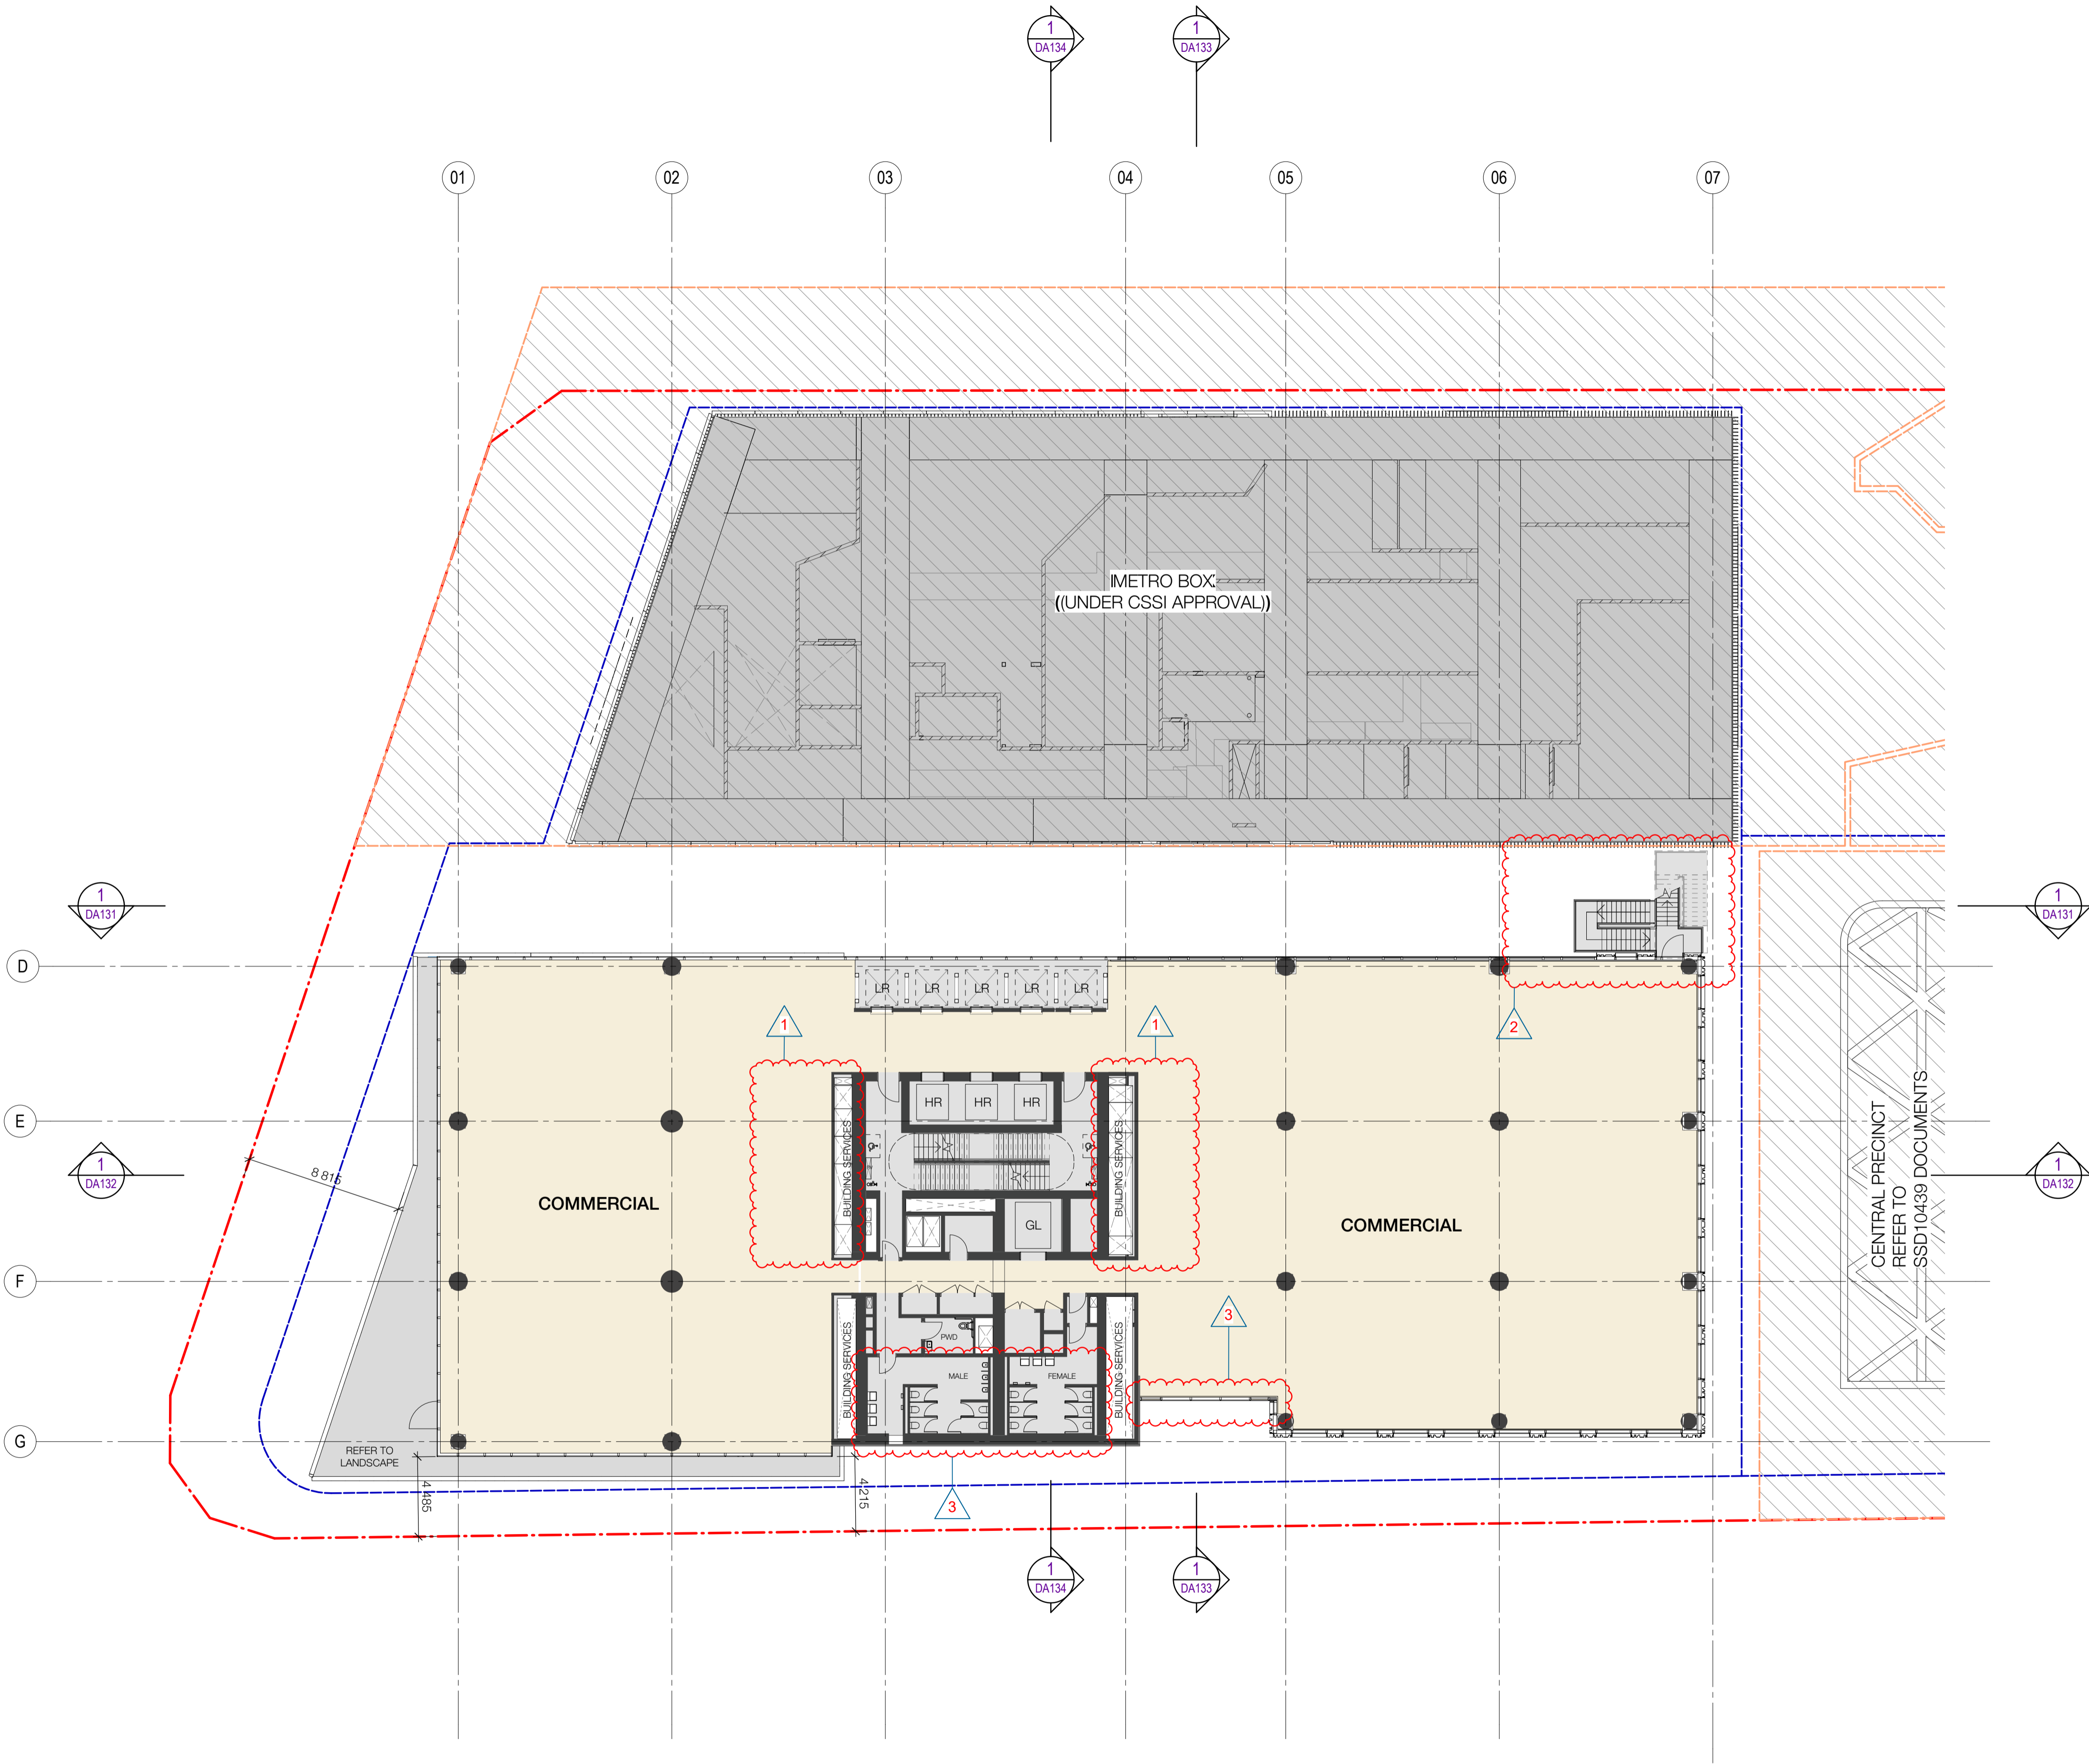 1
DA134
1
DA133
01
02
03
04
05
06
07
METRO BOX
(UNDER CSSI APPROVAL)
1
DA131
1
DA131
D
LR
LR
LR
LR
LR
1
1
2
E
HR
HR
HR
BUILDING SERVICES
BUILDING SERVICES
CENTRAL PRECINCT
REFER TO
SSD10439 DOCUMENTS
1
DA132
1
DA132
8 815
COMMERCIAL
COMMERCIAL
GL
F
3
BUILDING SERVICES
BUILDING SERVICES
PWD
MALE
FEMALE
G
REFER TO
LANDSCAPE
4 485
4 215
3
1
DA134
1
DA133